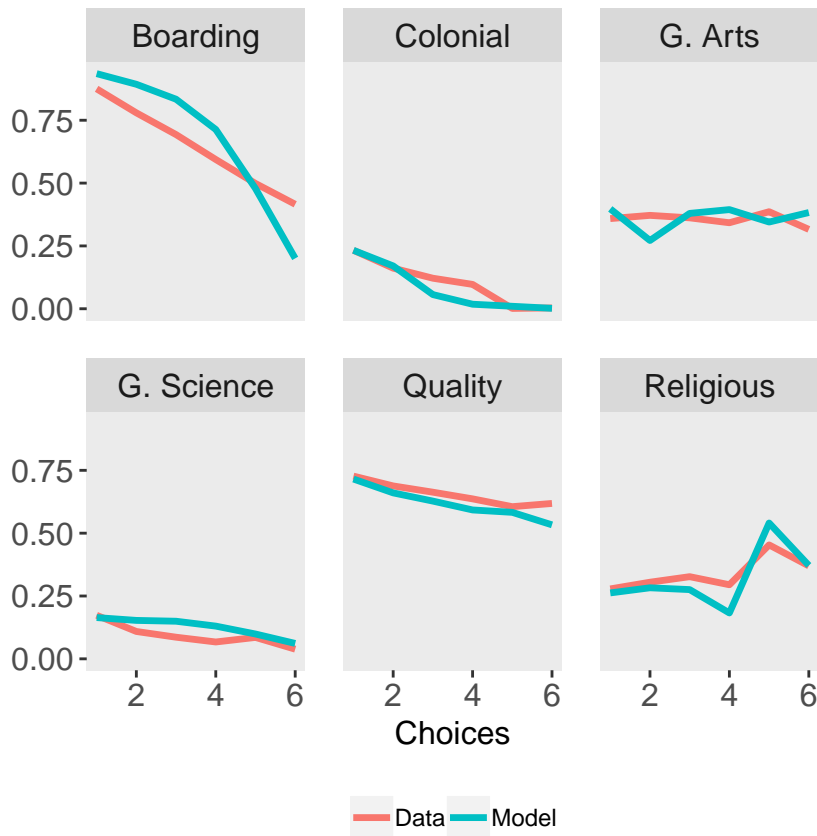 Boarding Colonial G. Arts
0.75
0.50
0.25
0.00
G. Science Quality Religious
0.75
0.50
0.25
0.00
2 4 6 2 4 6 2 4 6
Choices
Data Model